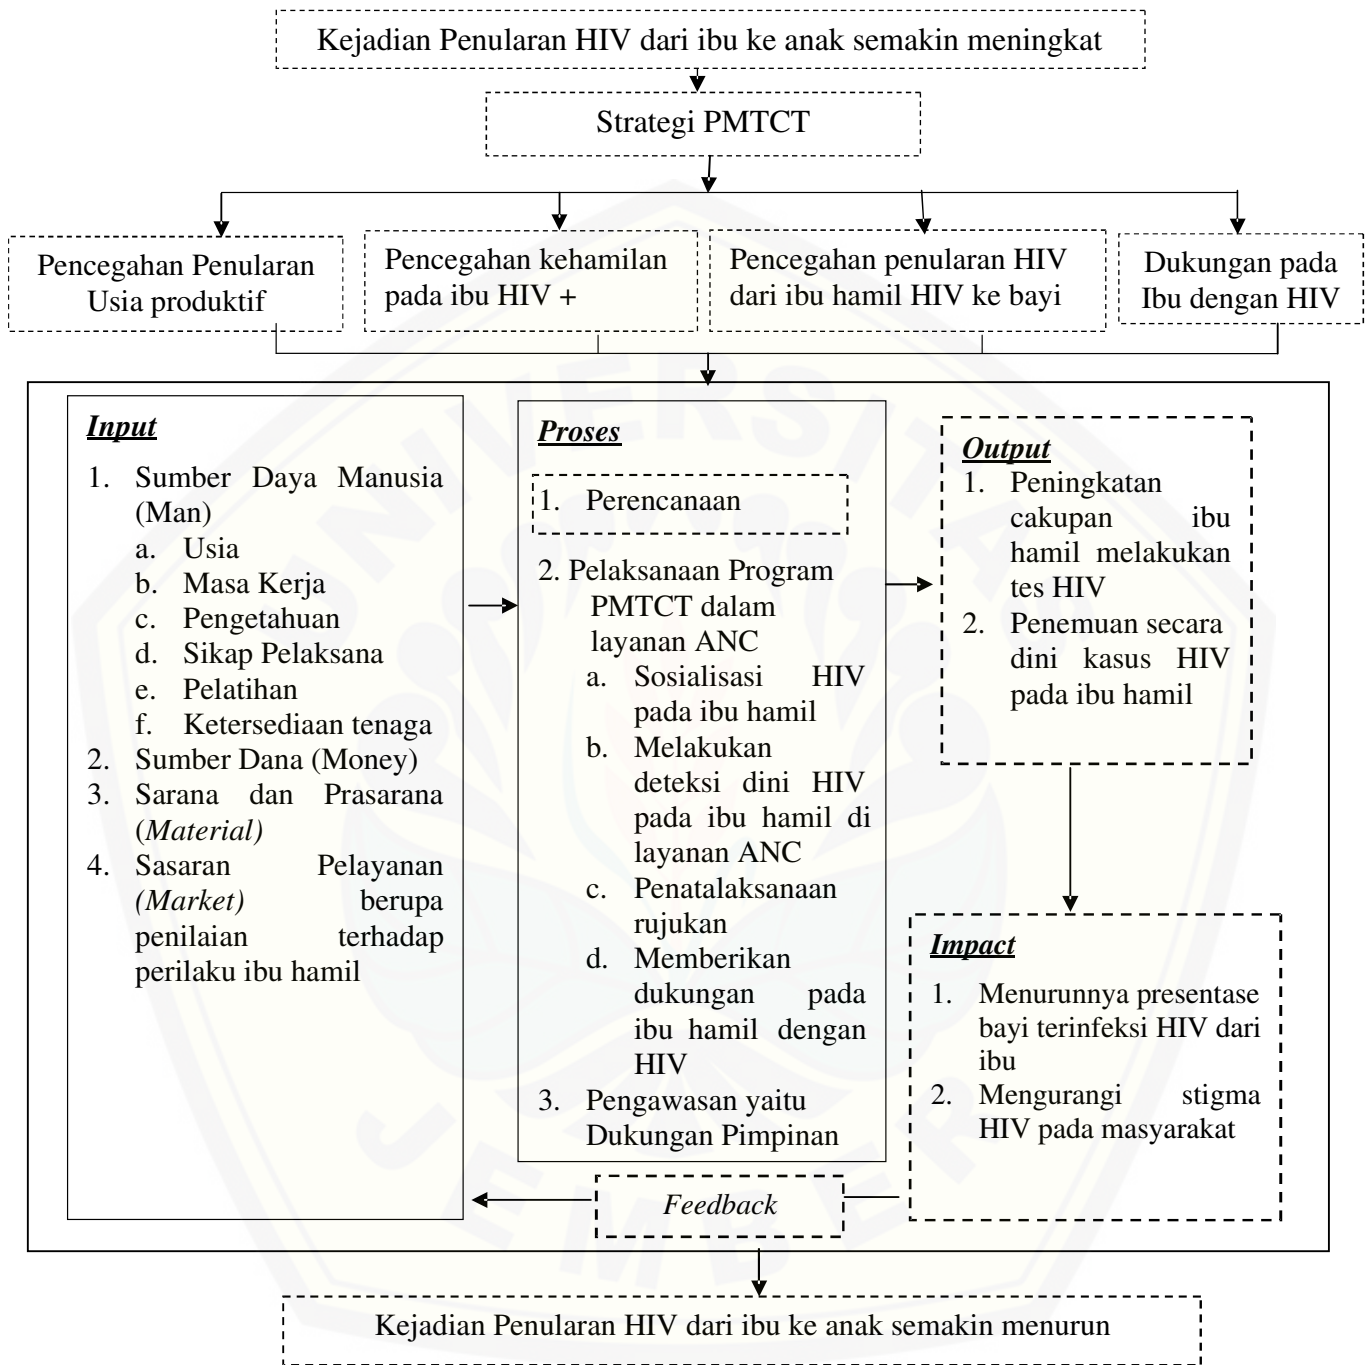 Kejadian Penularan HIV dari ibu ke anak semakin meningkat
Strategi PMTCT
Pencegahan Penularan
Usia produktif
Pencegahan kehamilan
pada ibu HIV +
Pencegahan penularan HIV
dari ibu hamil HIV ke bayi
Dukungan pada
Ibu dengan HIV
Input
1. Sumber Daya Manusia
(Man)
a. Usia
b. Masa Kerja
c. Pengetahuan
d. Sikap Pelaksana
e. Pelatihan
f. Ketersediaan tenaga
2. Sumber Dana (Money)
3. Sarana dan Prasarana
(Material)
4. Sasaran Pelayanan
(Market) berupa
penilaian terhadap
perilaku ibu hamil
Proses
1. Perencanaan
2. Pelaksanaan Program
PMTCT dalam
layanan ANC
a. Sosialisasi HIV
pada ibu hamil
b. Melakukan
deteksi dini HIV
pada ibu hamil di
layanan ANC
c. Penatalaksanaan
rujukan
d. Memberikan
dukungan pada
ibu hamil dengan
HIV
3. Pengawasan yaitu
Dukungan Pimpinan
Output
1. Peningkatan
cakupan ibu
hamil melakukan
tes HIV
2. Penemuan secara
dini kasus HIV
pada ibu hamil
Impact
1. Menurunnya presentase
bayi terinfeksi HIV dari
ibu
2. Mengurangi stigma
HIV pada masyarakat
Feedback
Kejadian Penularan HIV dari ibu ke anak semakin menurun
UNIVERSITAS
JEMBER